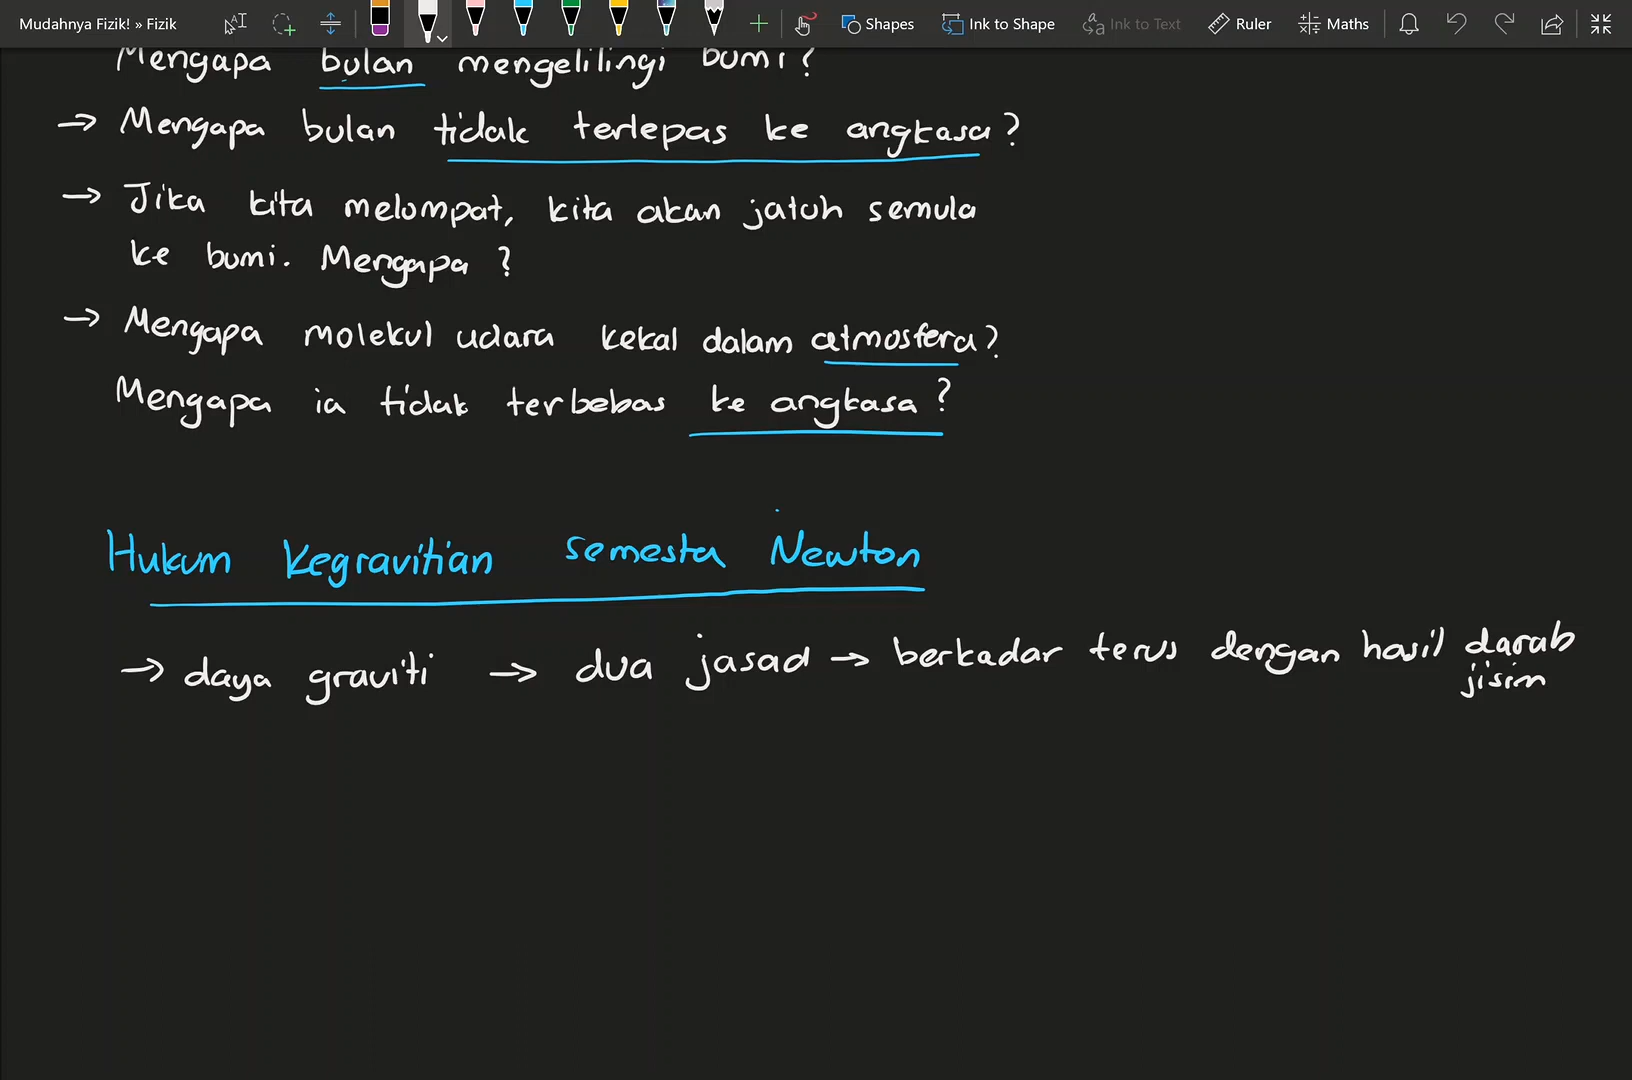 Mudahnya Fizik! » Fizik Shapes Ink to Shape Ink to Text Ruler Maths
Mengapa bulan mengelilingi bumi?
→ Mengapa bulan tidak terlepas ke angkasa?
→ Jika kita melompat, kita akan jatuh semula
ke bumi. Mengapa?
→ Mengapa molekul udara kekal dalam atmosfera?
Mengapa ia tidak terbebas ke angkasa?
Hukum Kegravitian semesta Newton
→ daya graviti → dua jasad → berkadar terus dengan hasil darab
jisim